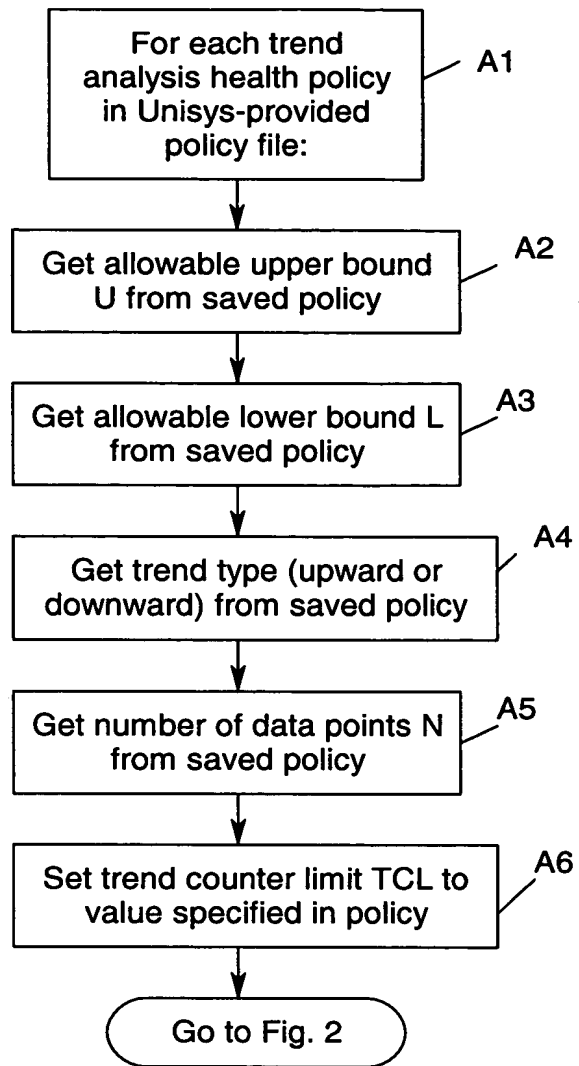 For each trend
analysis health policy
in Unisys-provided
policy file:
A1
Get allowable upper bound
U from saved policy
A2
Get allowable lower bound L
from saved policy
A3
Get trend type (upward or
downward) from saved policy
A4
Get number of data points N
from saved policy
A5
Set trend counter limit TCL to
value specified in policy
A6
Go to Fig. 2